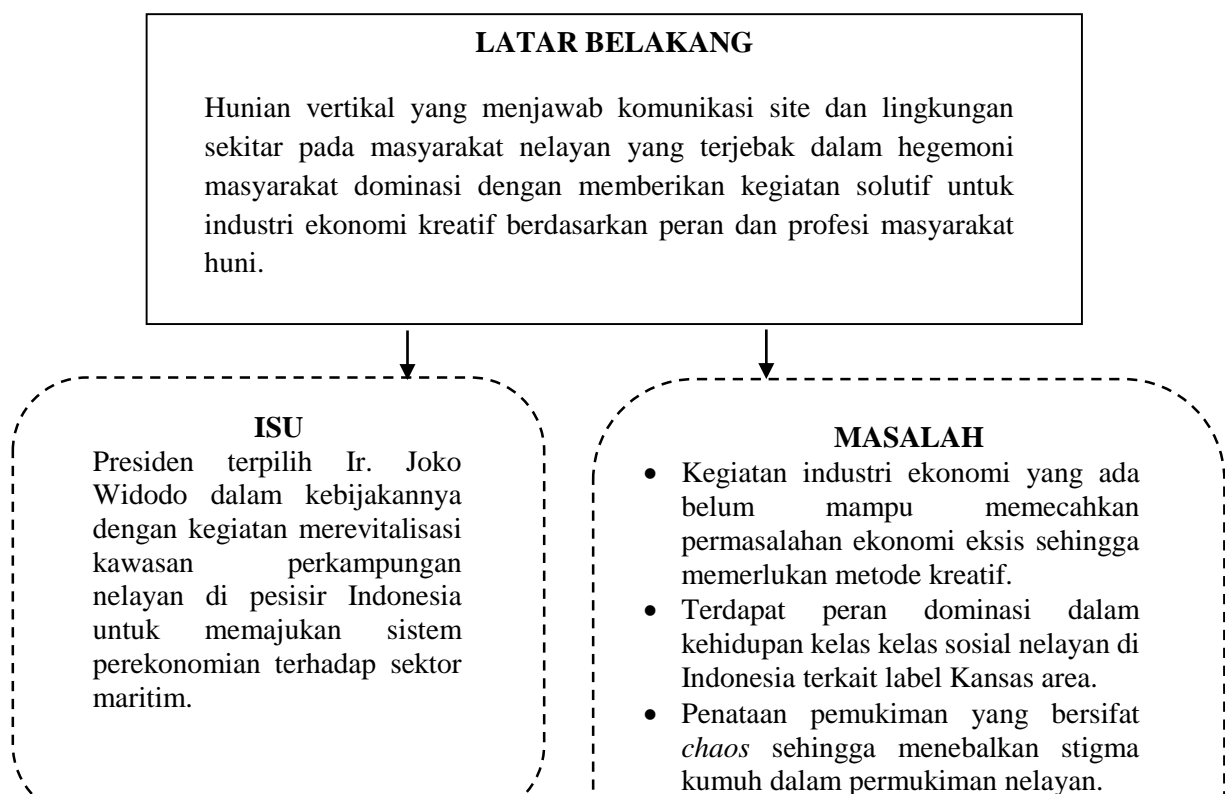 LATAR BELAKANG
Hunian vertikal yang menjawab komunikasi site dan lingkungan
sekitar pada masyarakat nelayan yang terjebak dalam hegemoni
masyarakat dominasi dengan memberikan kegiatan solutif untuk
industri ekonomi kreatif berdasarkan peran dan profesi masyarakat
huni.
ISU
Presiden terpilih Ir. Joko
Widodo dalam kebijakannya
dengan kegiatan merevitalisasi
kawasan perkampungan
nelayan di pesisir Indonesia
untuk memajukan sistem
perekonomian terhadap sektor
maritim.
MASALAH
• Kegiatan industri ekonomi yang ada
belum mampu memecahkan
permasalahan ekonomi eksis sehingga
memerlukan metode kreatif.
• Terdapat peran dominasi dalam
kehidupan kelas kelas sosial nelayan di
Indonesia terkait label Kansas area.
• Penataan pemukiman yang bersifat
chaos sehingga menebalkan stigma
kumuh dalam permukiman nelayan.